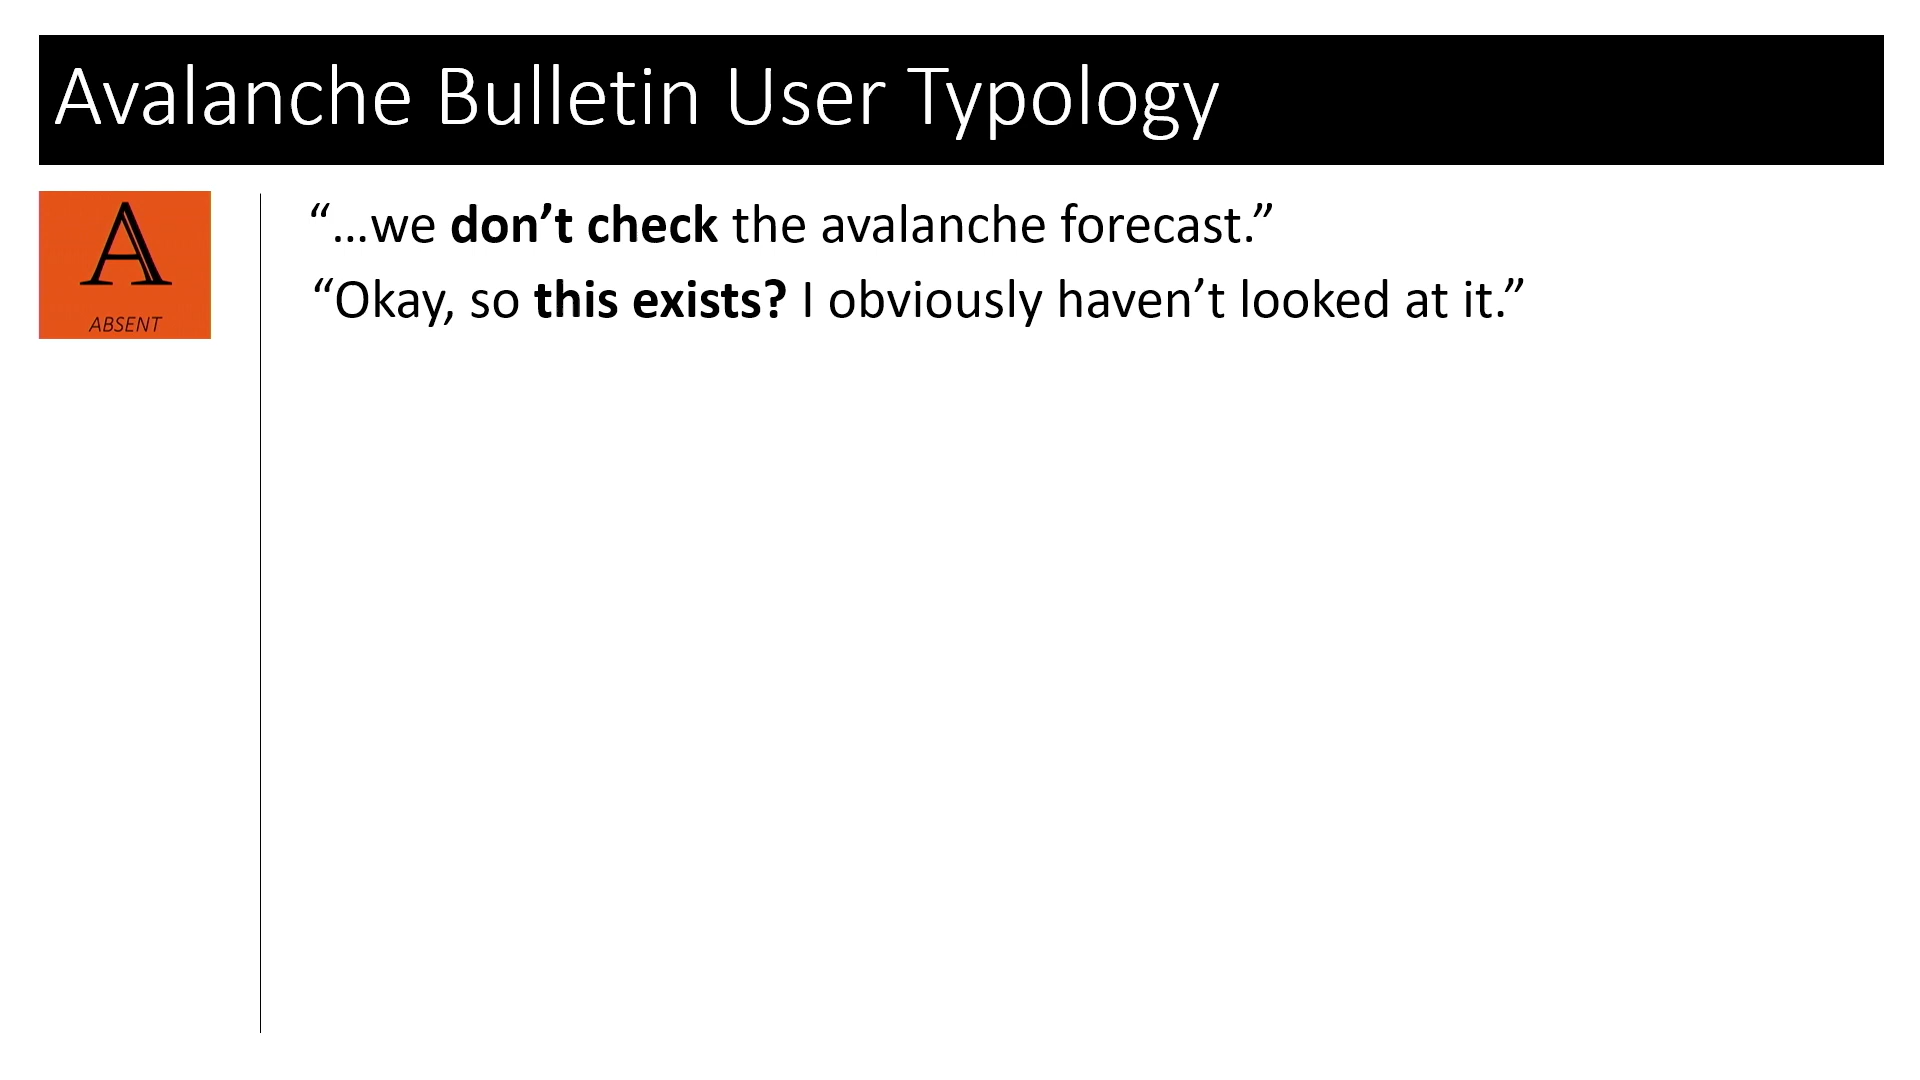 Avalanche Bulletin User Typology
A
ABSENT
“…we don’t check the avalanche forecast.”
“Okay, so this exists? I obviously haven’t looked at it.”